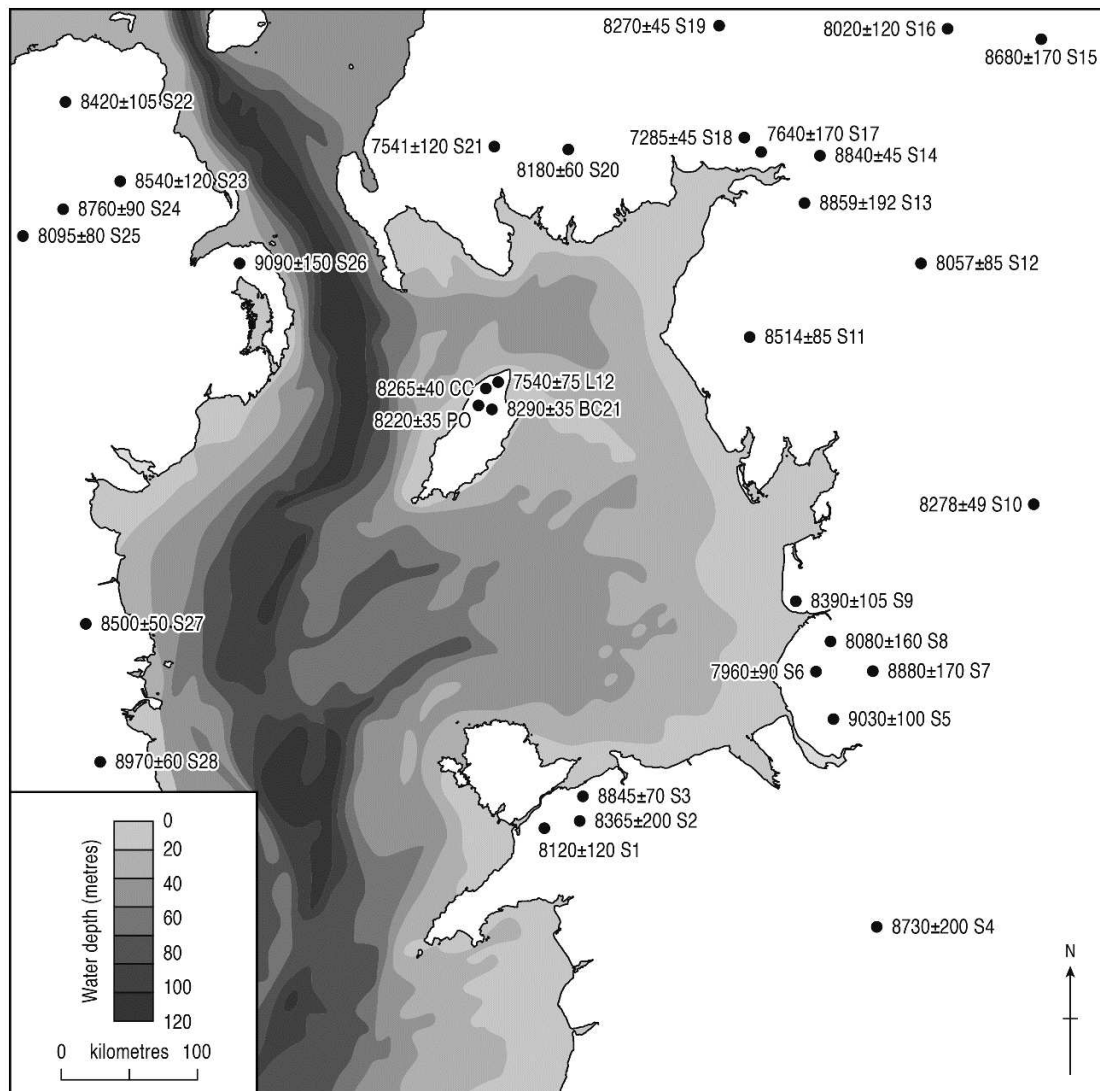 8270±45 S19
8020±120 S16
8680±170 S15
8420±105 S22
7541±120 S21
8180±60 S20
7285±45 S18
7640±170 S17
8840±45 S14
8540±120 S23
8760±90 S24
8859±192 S13
8095±80 S25
9090±150 S26
8057±85 S12
8514±85 S11
8265±40 CC
7540±75 L12
8220±35 PO
8290±35 BC21
8278±49 S10
8390±105 S9
8500±50 S27
8080±160 S8
7960±90 S6
8880±170 S7
9030±100 S5
8970±60 S28
8845±70 S3
8365±200 S2
8120±120 S1
8730±200 S4
Water depth (metres)
0
20
40
60
80
100
120
0 kilometres 100
N